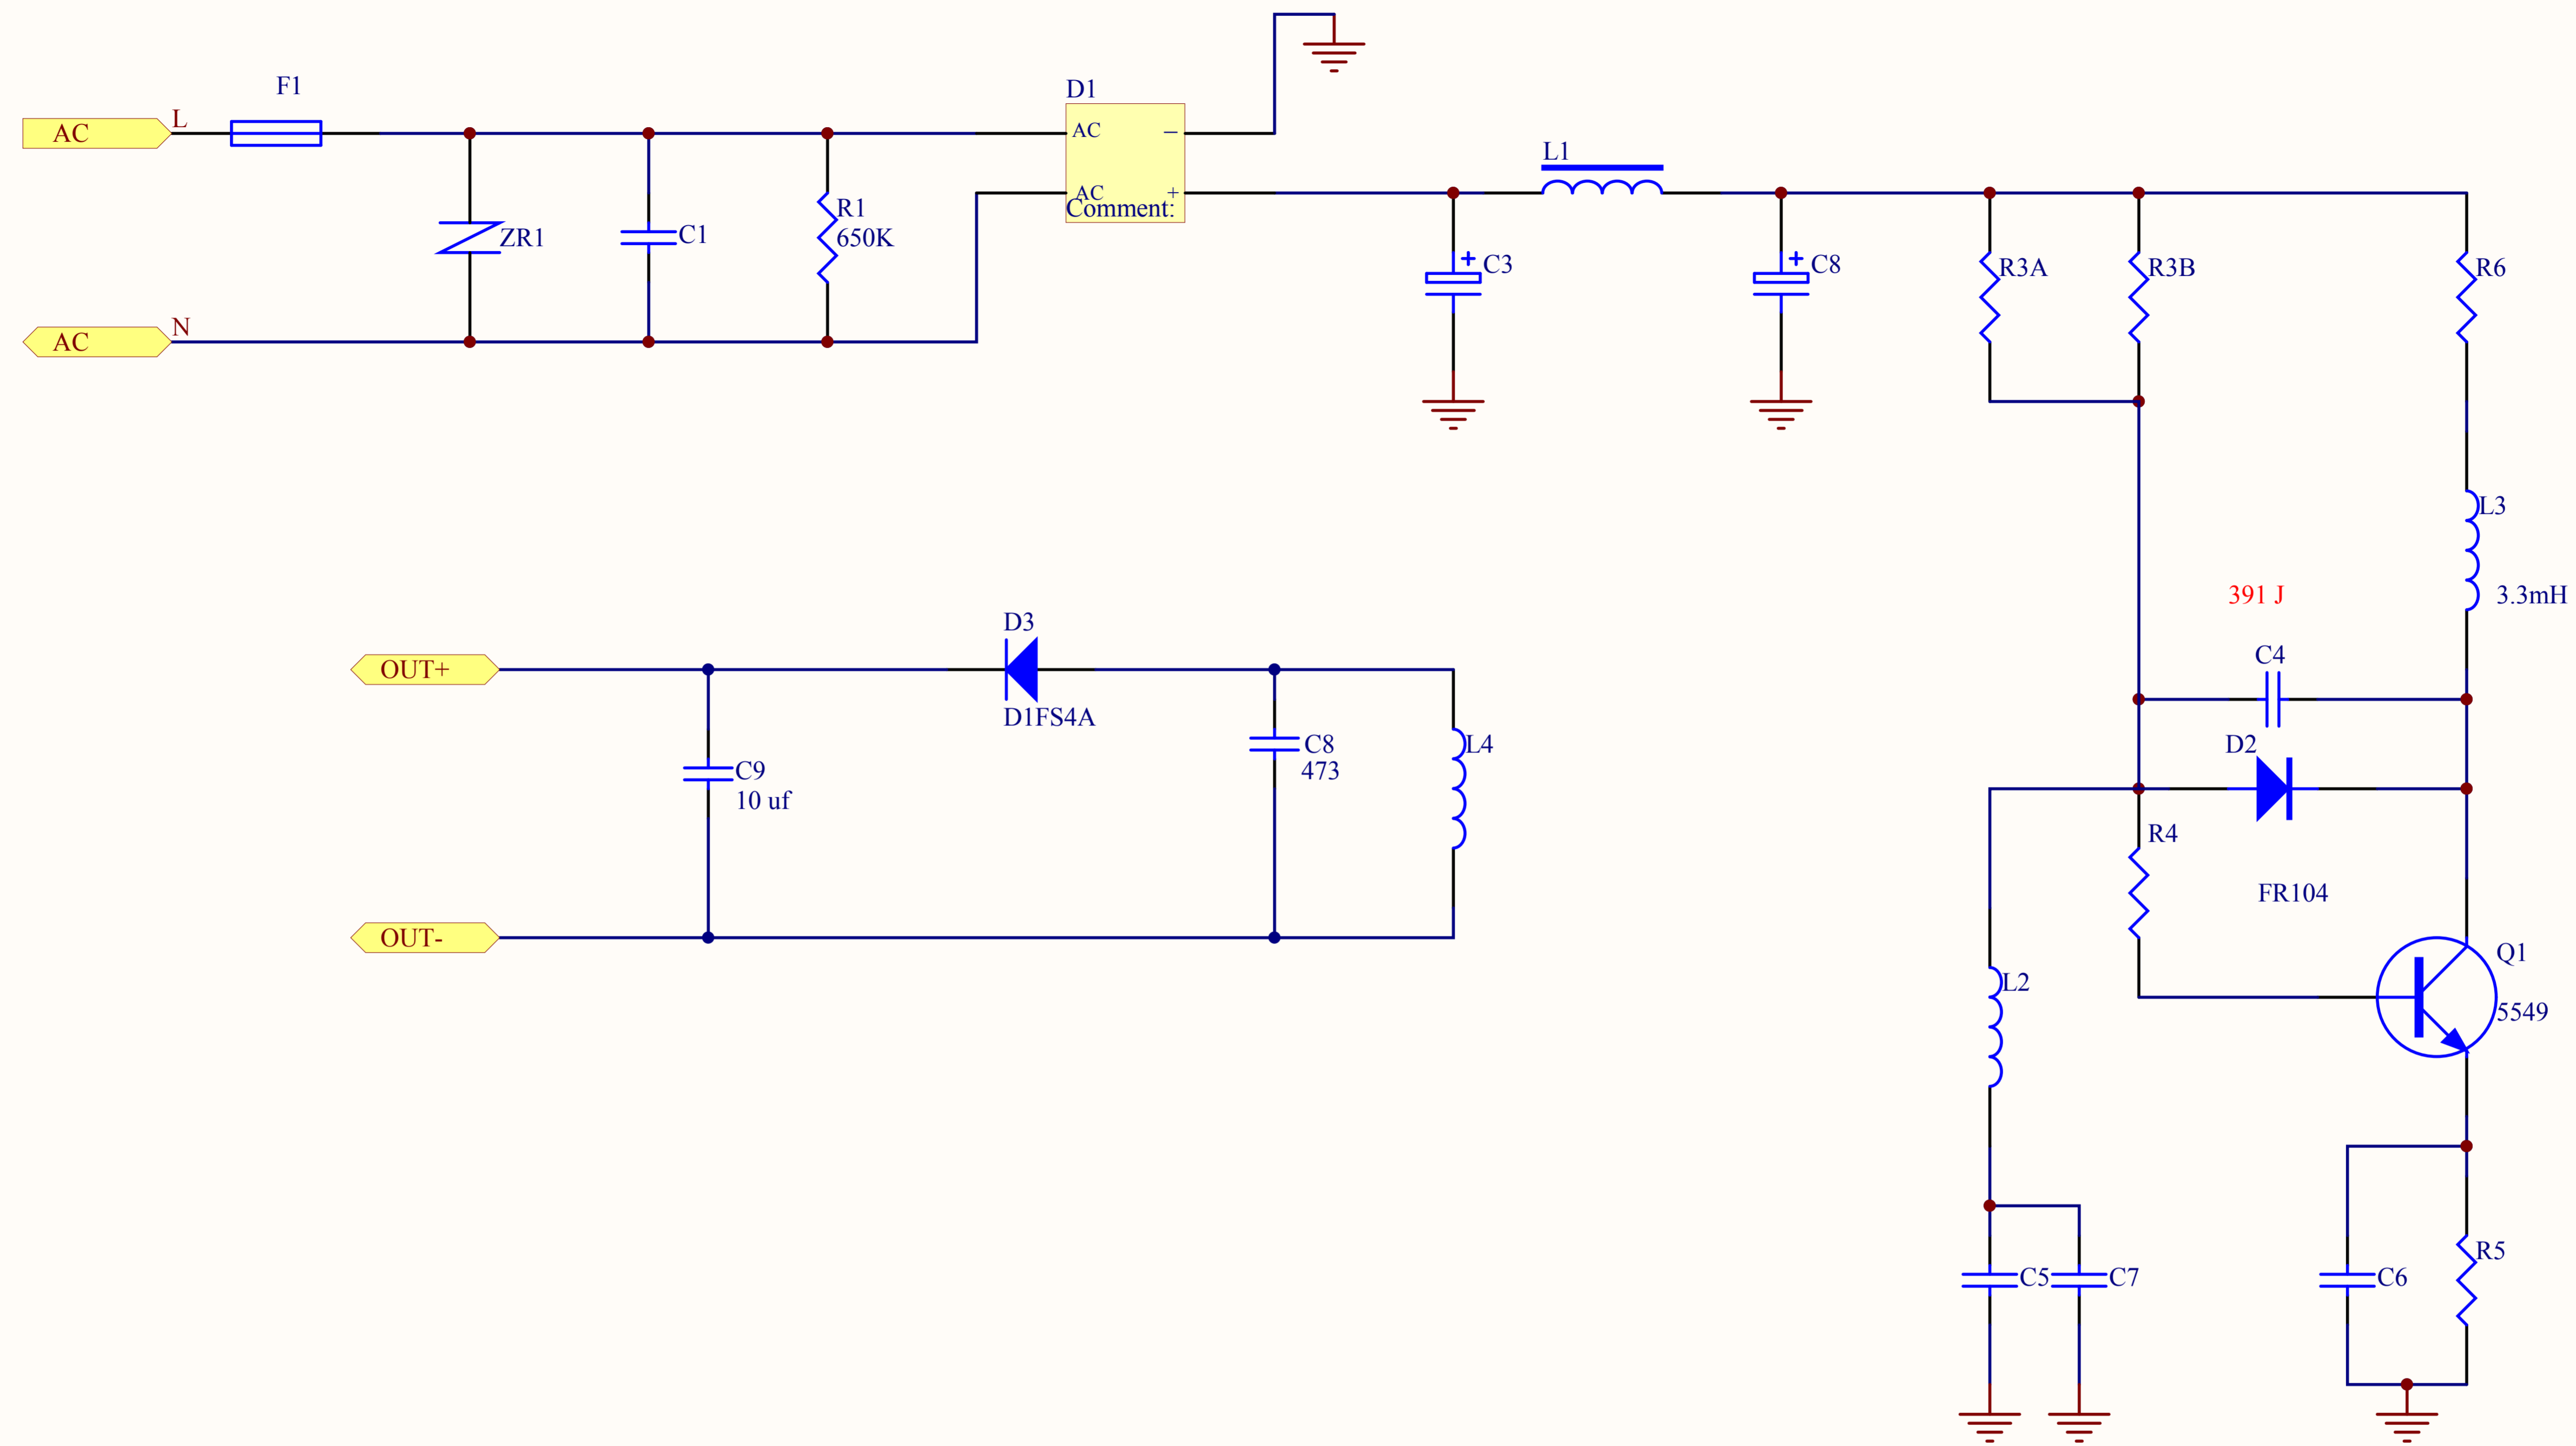 F1
D1
AC
L
AC
–
AC
+
Comment:
ZR1
C1
R1
650K
AC
N
L1
C3
C8
R3A
R3B
R6
L3
3.3mH
391 J
C4
D2
R4
FR104
Q1
5549
L2
C5
C7
C6
R5
D3
OUT+
D1FS4A
C8
473
L4
C9
10 uf
OUT-